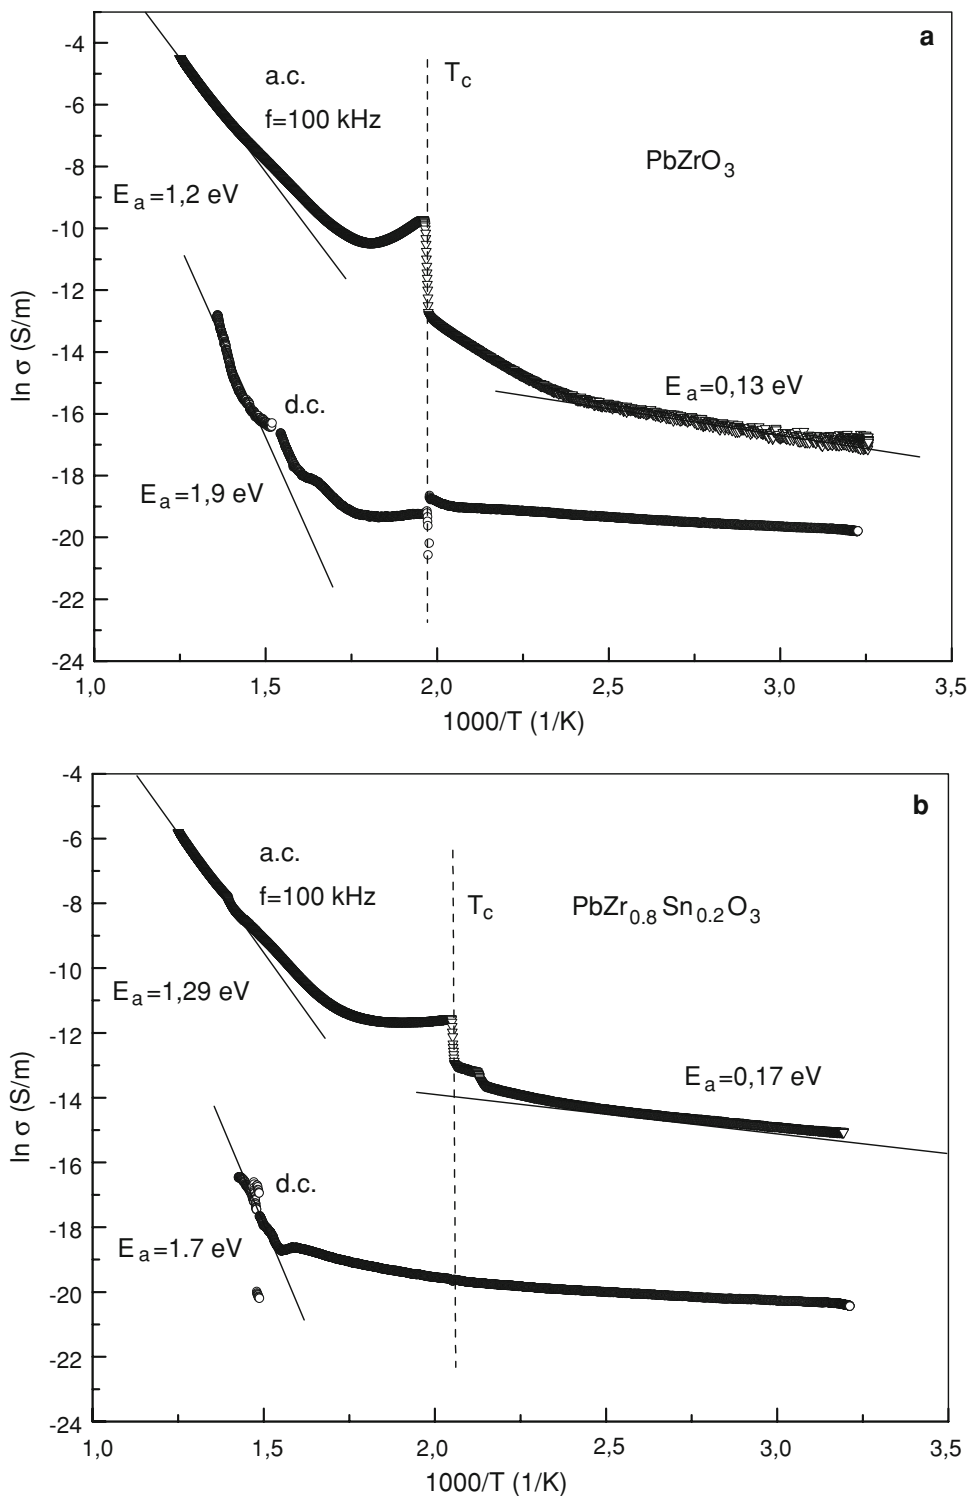 a
-4
-6
-8
-10
-12
-14
-16
-18
-20
-22
-24
ln σ (S/m)
a.c.
f=100 kHz
T_c
PbZrO_3
E_a=1,2 eV
E_a=0,13 eV
d.c.
E_a=1,9 eV
1,0 1,5 2,0 2,5 3,0 3,5
1000/T (1/K)
b
-4
-6
-8
-10
-12
-14
-16
-18
-20
-22
-24
ln σ (S/m)
a.c.
f=100 kHz
T_c
PbZr_0.8Sn_0.2O_3
E_a=1,29 eV
E_a=0,17 eV
d.c.
E_a=1.7 eV
1,0 1,5 2,0 2,5 3,0 3,5
1000/T (1/K)